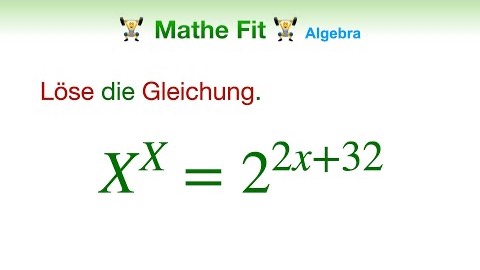 🏋 Mathe Fit 🏋 Algebra
Löse die Gleichung.
X^X = 2^{2x+32}